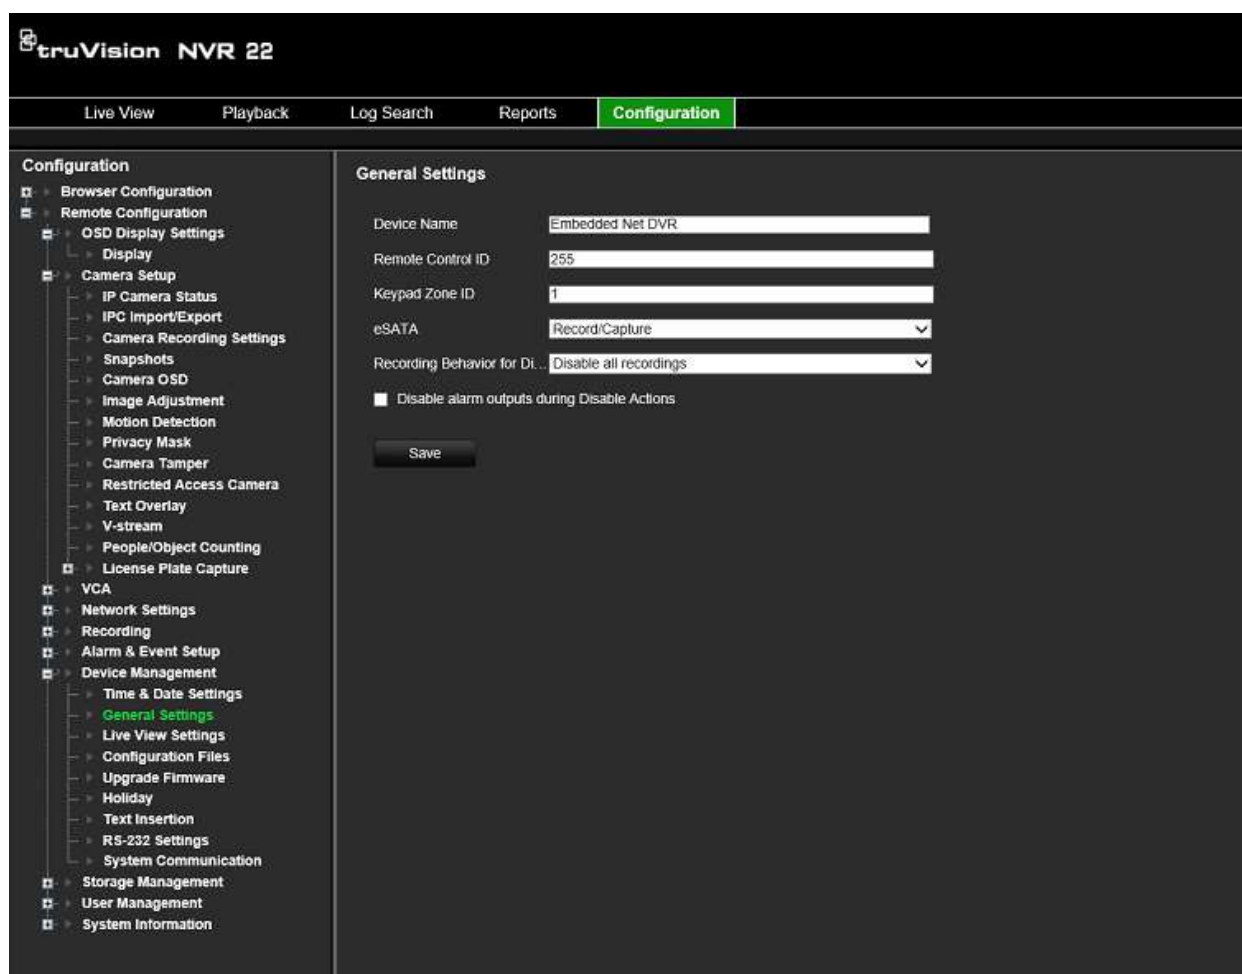 truVision NVR 22
Live View Playback Log Search Reports Configuration
Configuration
Browser Configuration
Remote Configuration
OSD Display Settings
Display
Camera Setup
IP Camera Status
IPC Import/Export
Camera Recording Settings
Snapshots
Camera OSD
Image Adjustment
Motion Detection
Privacy Mask
Camera Tamper
Restricted Access Camera
Text Overlay
V-stream
People/Object Counting
License Plate Capture
VCA
Network Settings
Recording
Alarm & Event Setup
Device Management
Time & Date Settings
General Settings
Live View Settings
Configuration Files
Upgrade Firmware
Holiday
Text Insertion
RS-232 Settings
System Communication
Storage Management
User Management
System Information
General Settings
Device Name Embedded Net DVR
Remote Control ID 255
Keypad Zone ID 1
eSATA Record/Capture
Recording Behavior for Di... Disable all recordings
Disable alarm outputs during Disable Actions
Save